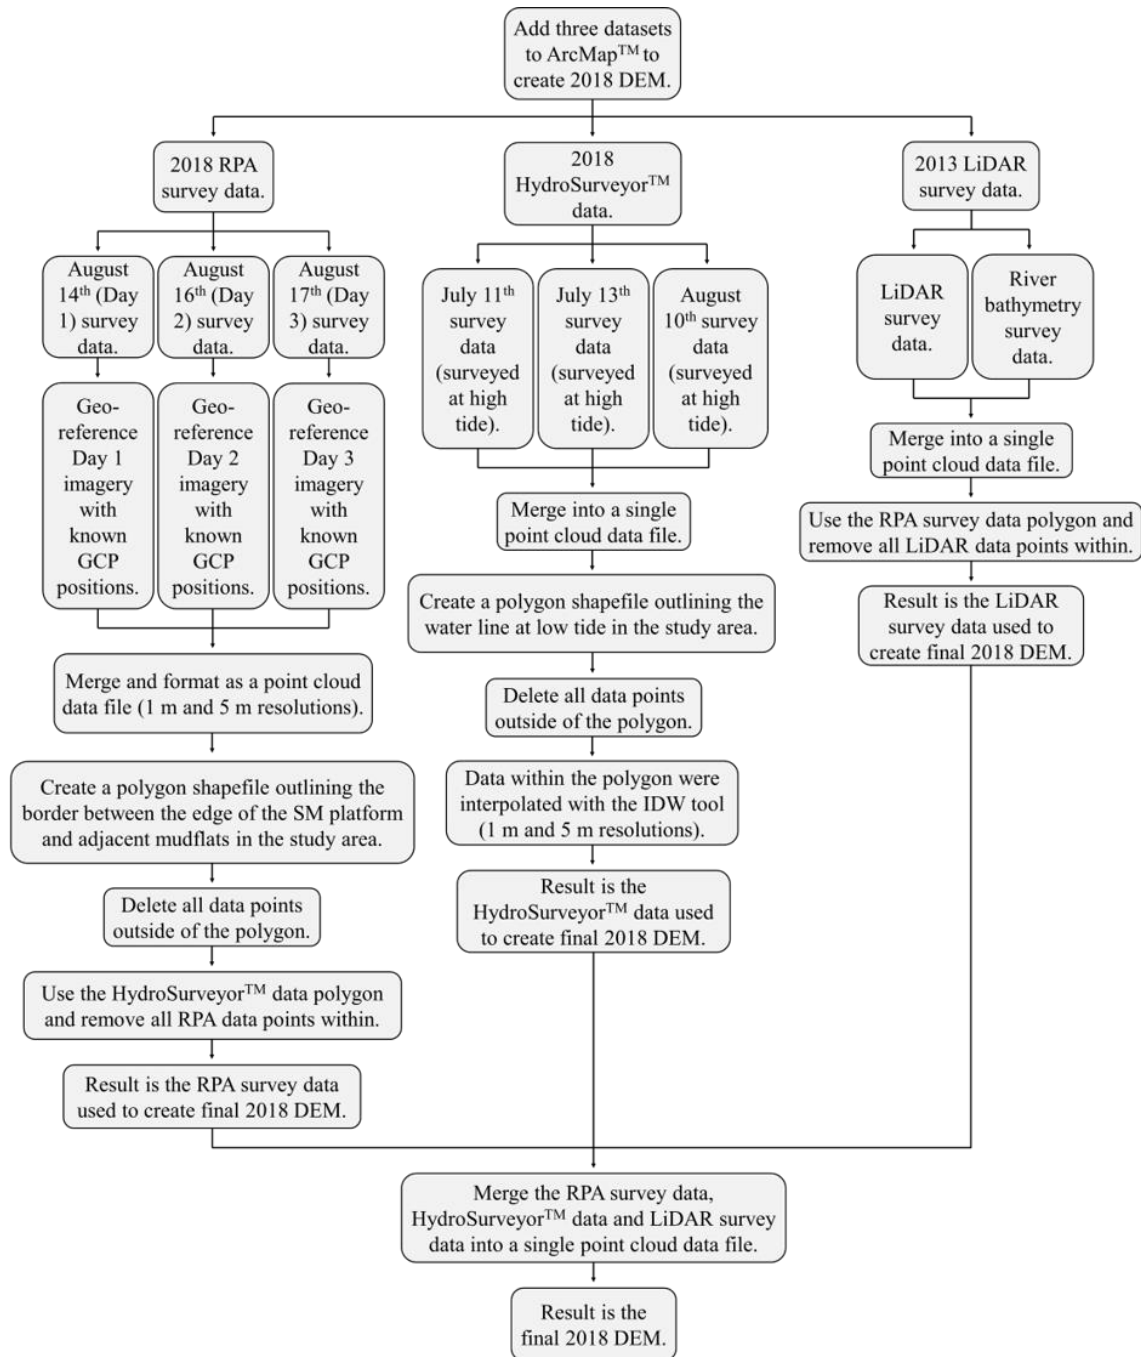 Add three datasets
to ArcMap™ to
create 2018 DEM.
2018 RPA
survey data.
August
14th (Day
1) survey
data.
August
16th (Day
2) survey
data.
August
17th (Day
3) survey
data.
Geo-
reference
Day 1
imagery
with
known
GCP
positions.
Geo-
reference
Day 2
imagery
with
known
GCP
positions.
Geo-
reference
Day 3
imagery
with
known
GCP
positions.
Merge and format as a point cloud
data file (1 m and 5 m resolutions).
Create a polygon shapefile outlining the
border between the edge of the SM platform
and adjacent mudflats in the study area.
Delete all data points
outside of the polygon.
Use the HydroSurveyor™ data polygon
and remove all RPA data points within.
Result is the RPA survey data
used to create final 2018 DEM.
2018
HydroSurveyor™
data.
July 11th
survey
data
(surveyed
at high
tide).
July 13th
survey
data
(surveyed
at high
tide).
August
10th survey
data
(surveyed
at high
tide).
Merge into a single
point cloud data file.
Create a polygon shapefile outlining the
water line at low tide in the study area.
Delete all data points
outside of the polygon.
Data within the polygon were
interpolated with the IDW tool
(1 m and 5 m resolutions).
Result is the
HydroSurveyor™ data used
to create final 2018 DEM.
2013 LiDAR
survey data.
LiDAR
survey
data.
River
bathymetry
survey
data.
Merge into a single
point cloud data file.
Use the RPA survey data polygon and
remove all LiDAR data points within.
Result is the LiDAR
survey data used to
create final 2018 DEM.
Merge the RPA survey data,
HydroSurveyor™ data and LiDAR survey
data into a single point cloud data file.
Result is the
final 2018 DEM.